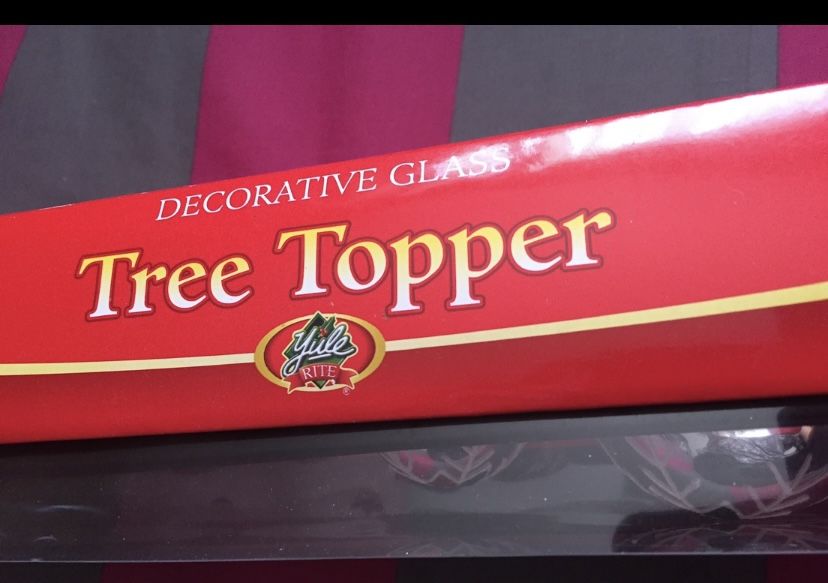 DECORATIVE GLASS
Tree Topper
Yule
RITE
®